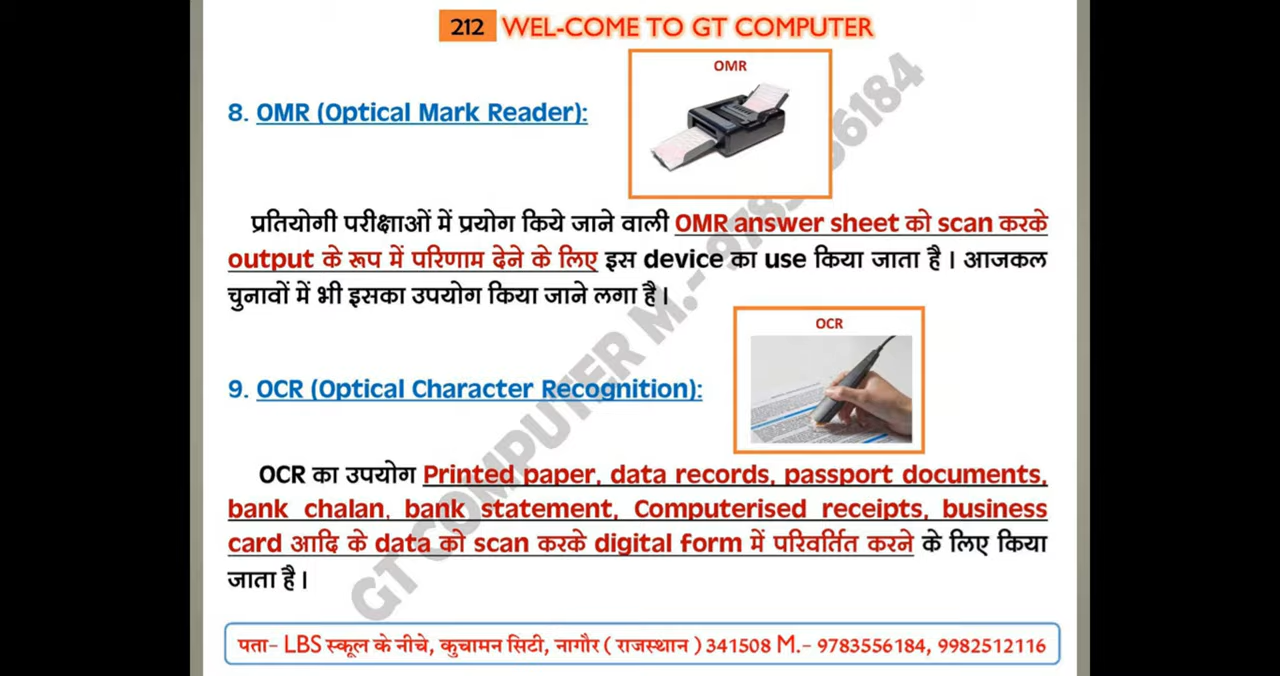 212 WEL-COME TO GT COMPUTER
OMR
8. OMR (Optical Mark Reader):
प्रतियोगी परीक्षाओं में प्रयोग किये जाने वाली OMR answer sheet को scan करके
output के रूप में परिणाम देने के लिए इस device का use किया जाता है। आजकल
चुनावों में भी इसका उपयोग किया जाने लगा है।
OCR
9. OCR (Optical Character Recognition):
OCR का उपयोग Printed paper, data records, passport documents,
bank chalan, bank statement, Computerised receipts, business
card आदि के data को scan करके digital form में परिवर्तित करने के लिए किया
जाता है।
GT COMPUTER M.- 9783556184
पता- LBS स्कूल के नीचे, कुचामन सिटी, नागौर ( राजस्थान ) 341508 M.- 9783556184, 9982512116